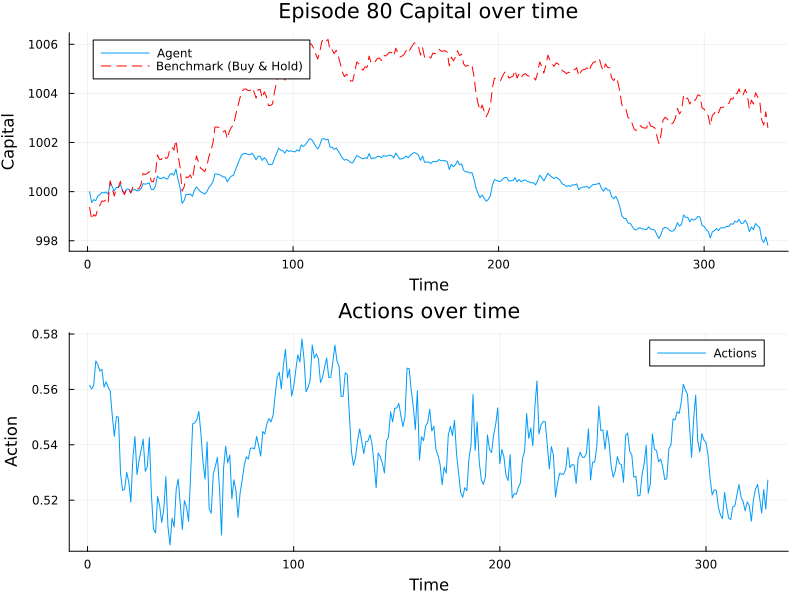 Episode 80 Capital over time
Capital
1006
1004
1002
1000
998
Agent
Benchmark (Buy & Hold)
0
100
200
300
Time
Actions over time
Action
0.58
0.56
0.54
0.52
Actions
0
100
200
300
Time